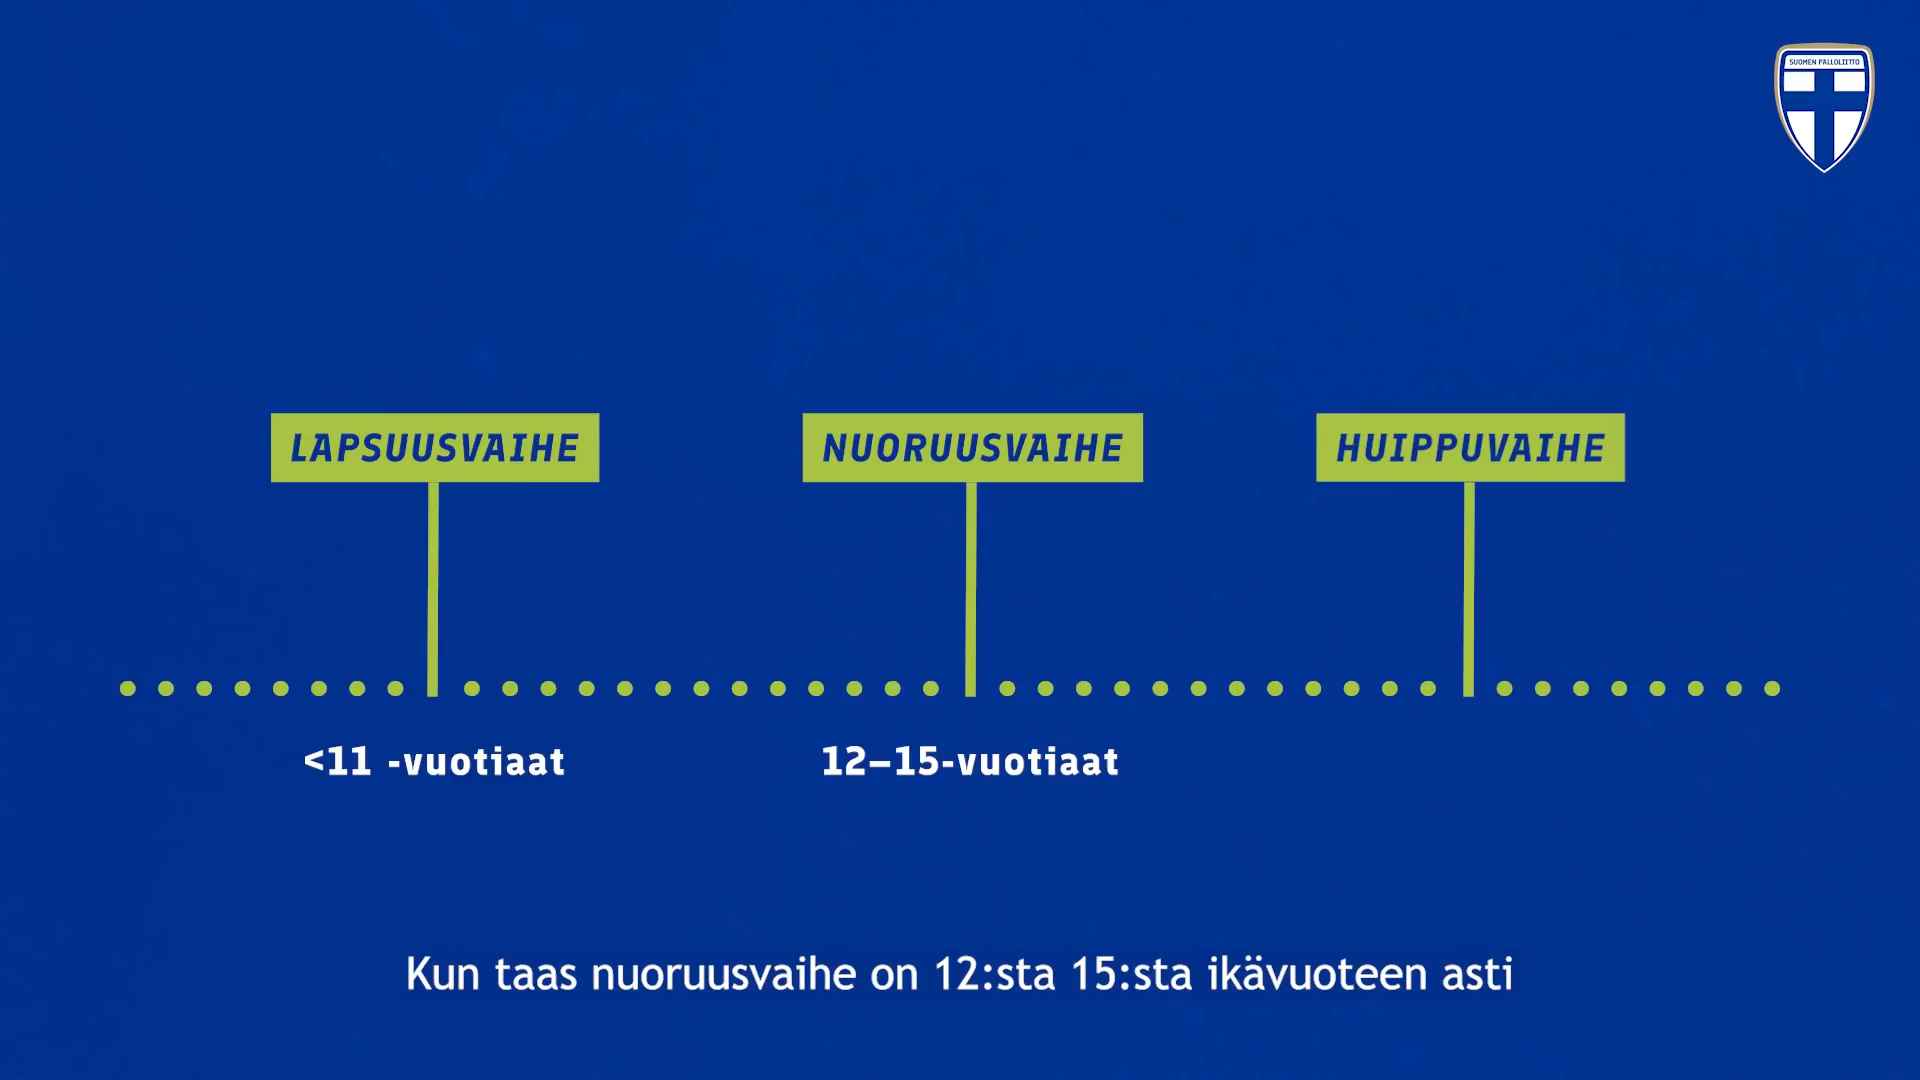 SUOMEN PALLOLIITTO
LAPSUUSVAIHE
NUORUUSVAIHE
HUIPPUVAIHE
<11 -vuotiaat
12–15-vuotiaat
Kun taas nuoruusvaihe on 12:sta 15:sta ikävuoteen asti